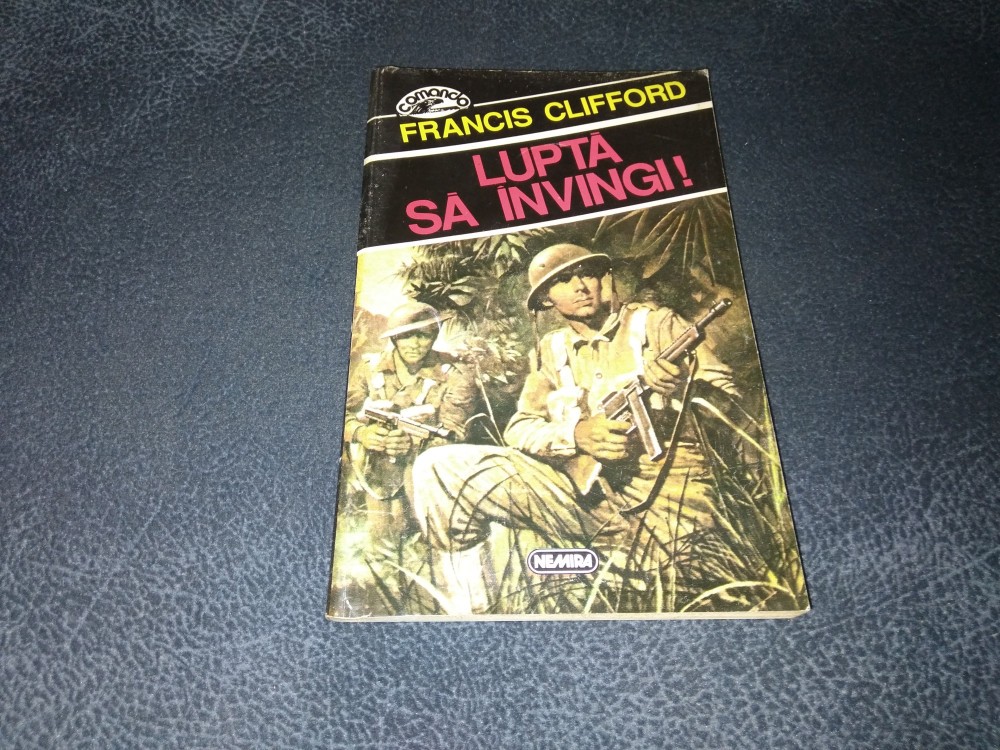 comando
FRANCIS CLIFFORD
LUPTĂ
SĂ ÎNVINGI!
NEMIRA